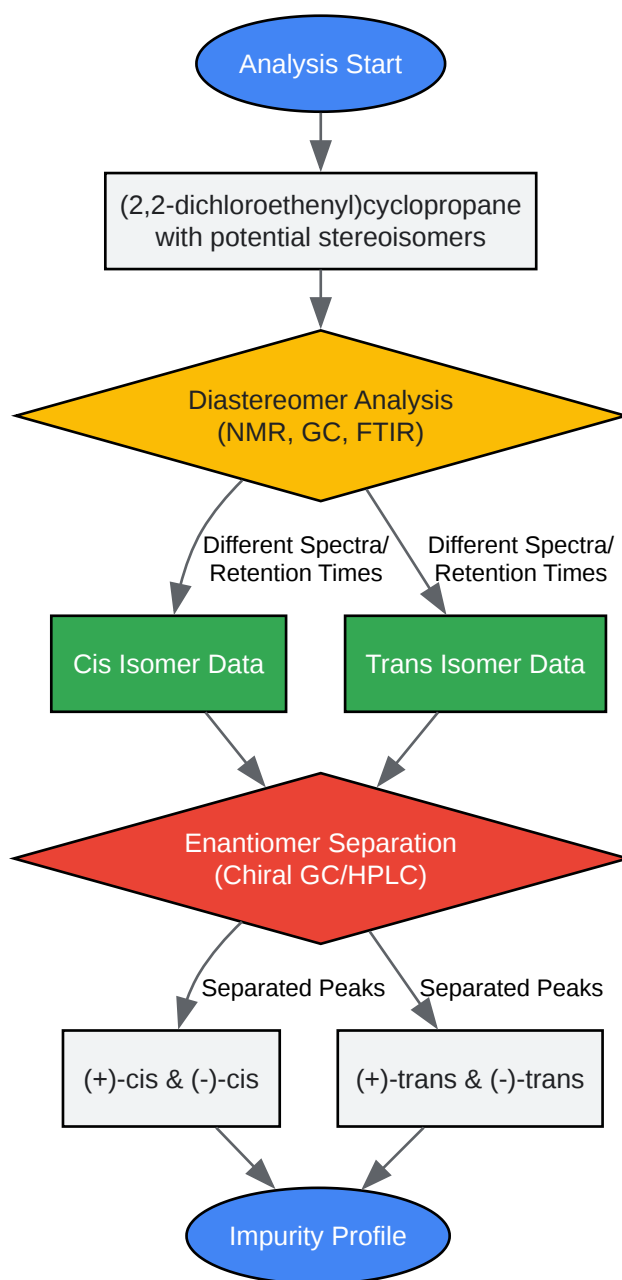 Analysis Start
(2,2-dichloroethenyl)cyclopropane
with potential stereoisomers
Diastereomer Analysis
(NMR, GC, FTIR)
Different Spectra/
Retention Times
Different Spectra/
Retention Times
Cis Isomer Data
Trans Isomer Data
Enantiomer Separation
(Chiral GC/HPLC)
Separated Peaks
Separated Peaks
(+)-cis & (-)-cis
(+)-trans & (-)-trans
Impurity Profile